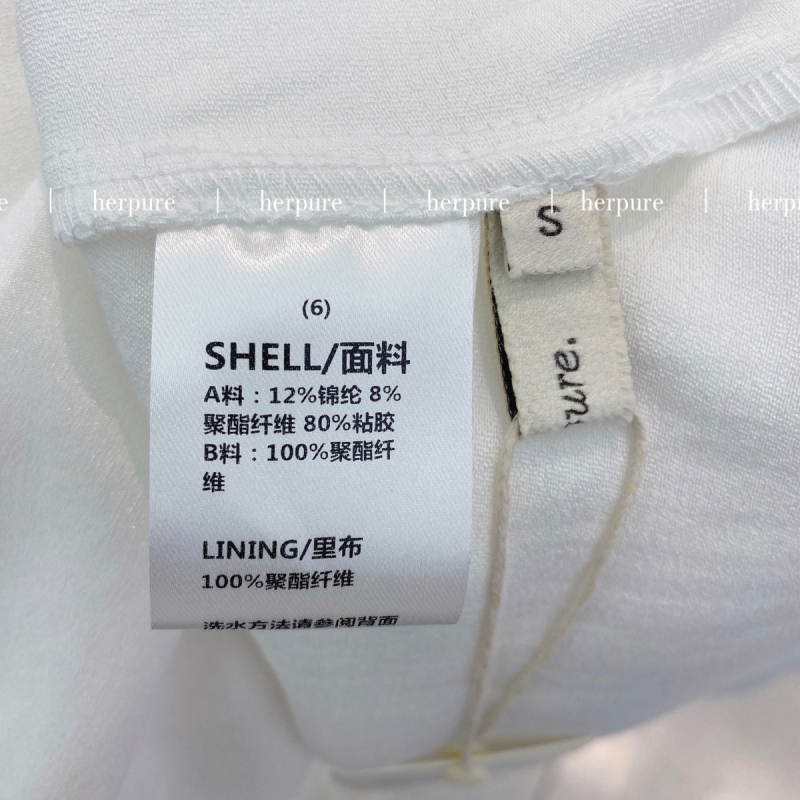 e | herpure | herpure | herpure | herpure | herp
S
(6)
SHELL/面料
A料：12%锦纶 8%
聚酯纤维 80%粘胶
B料：100%聚酯纤
维
ure.
LINING/里布
100%聚酯纤维
洗水方法请参阅背面